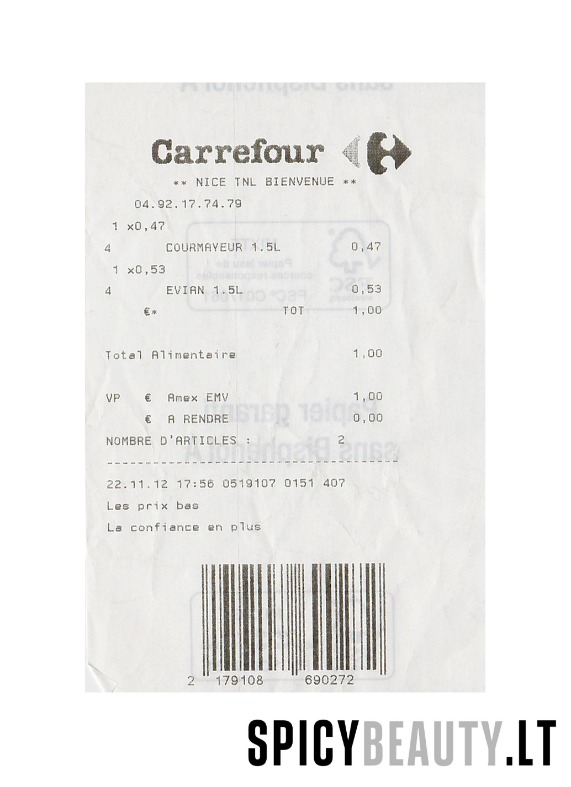 Carrefour
** NICE TNL BIENVENUE **
04.92.17.74.79
1 x0,47
4 COURMAYEUR 1.5L 0,47
1 x0,53
4 EVIAN 1.5L 0,53
€* TOT 1,00
Total Alimentaire 1,00
VP € Amex EMV 1,00
€ A RENDRE 0,00
NOMBRE D'ARTICLES : 2
22.11.12 17:56 0519107 0151 407
Les prix bas
La confiance en plus
2 179108 690272
SPICYBEAUTY.LT